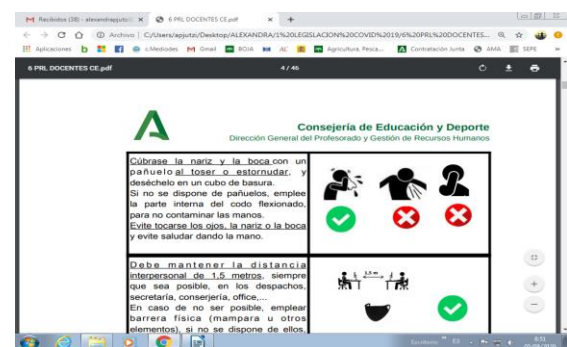 Recibidos (38) - alexandrapjutzi
6 PRL DOCENTES CE.pdf
Archivo | C:/Users/apjutzi/Desktop/ALEXANDRA/1%20LEGISLACION%20COVID%2019/6%20PRL%20DOCENTES...
Aplicaciones
c.Mediodes
Gmail
BOJA
Agricultura, Pesca...
Contratación Junta
AMA
SEPE
6 PRL DOCENTES CE.pdf
4 / 46
Consejería de Educación y Deporte
Dirección General del Profesorado y Gestión de Recursos Humanos
Cúbrase la nariz y la boca con un
pañuelo al toser o estornudar, y
deséchelo en un cubo de basura.
Si no se dispone de pañuelos, emplee
la parte interna del codo flexionado,
para no contaminar las manos.
Evite tocarse los ojos, la nariz o la boca
y evite saludar dando la mano.
Debe mantener la distancia
interpersonal de 1,5 metros, siempre
que sea posible, en los despachos,
secretaría, conserjería, office,...
En caso de no ser posible, emplear
barrera física (mampara u otros
elementos), si no se dispone de ellos,
1,5 m
Escritorio
8:31